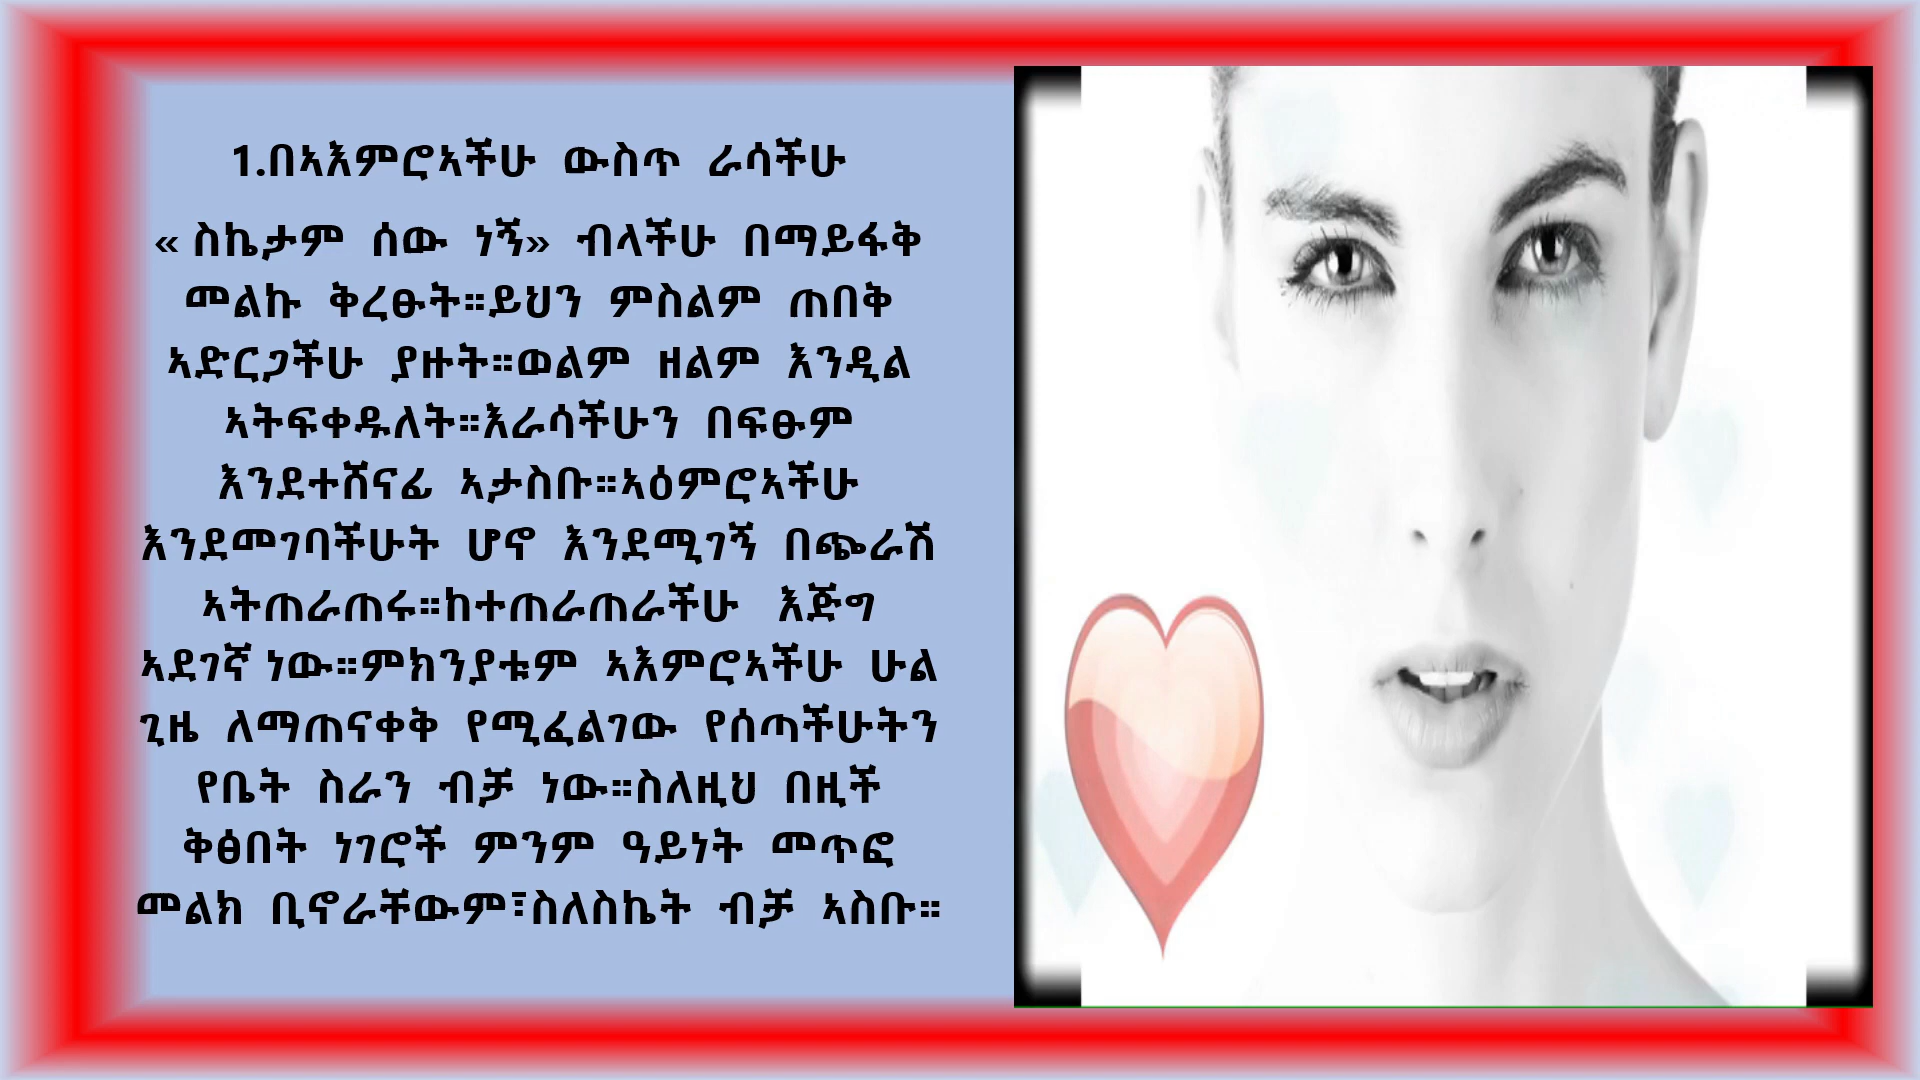 1.በኣእምሮኣችሁ ውስጥ ራሳችሁ
« ስኬታም ሰው ነኝ» ብላችሁ በማይፋቅ
መልኩ ቅረፁት።ይህን ምስልም ጠበቅ
ኣድርጋችሁ ያዙት።ወልም ዘልም እንዲል
ኣትፍቀዱለት።እራሳችሁን በፍፁም
እንደተሸናፊ ኣታስቡ።ኣዕምሮኣችሁ
እንደመገባችሁት ሆኖ እንደሚገኝ በጭራሽ
ኣትጠራጠሩ።ከተጠራጠራችሁ እጅግ
ኣደገኛ ነው።ምክንያቱም ኣእምሮኣችሁ ሁል
ጊዜ ለማጠናቀቅ የሚፈልገው የሰጣችሁትን
የቤት ስራን ብቻ ነው።ስለዚህ በዚች
ቅፅበት ነገሮች ምንም ዓይነት መጥፎ
መልክ ቢኖራቸውም፣ስለስኬት ብቻ ኣስቡ።